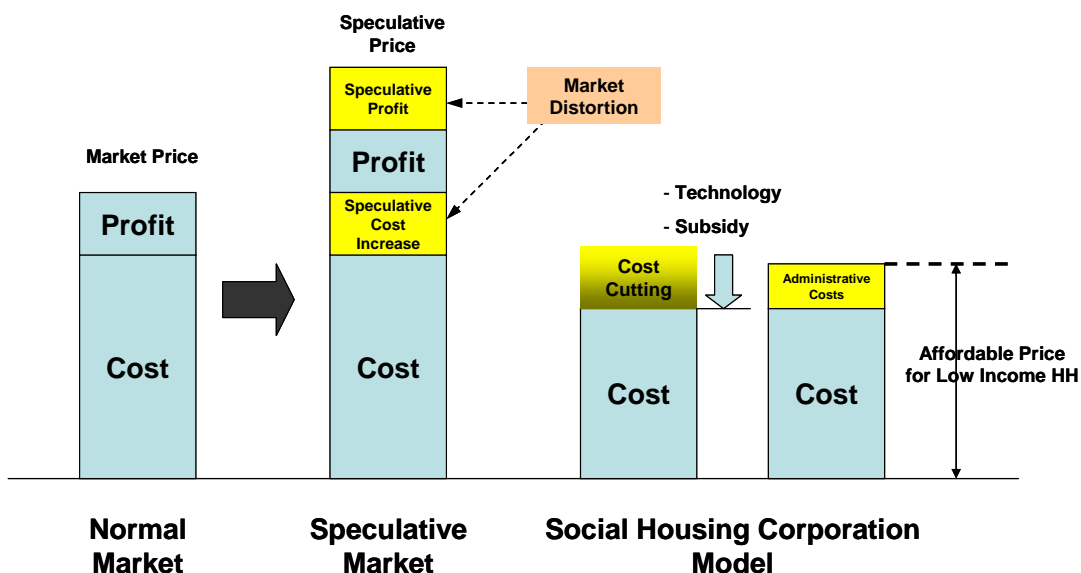 Market Price
Profit
Cost
Normal
Market
Speculative
Price
Speculative
Profit
Profit
Speculative
Cost
Increase
Cost
Speculative
Market
Market
Distortion
- Technology
- Subsidy
Cost
Cutting
Cost
Administrative
Costs
Cost
Affordable Price
for Low Income HH
Social Housing Corporation
Model